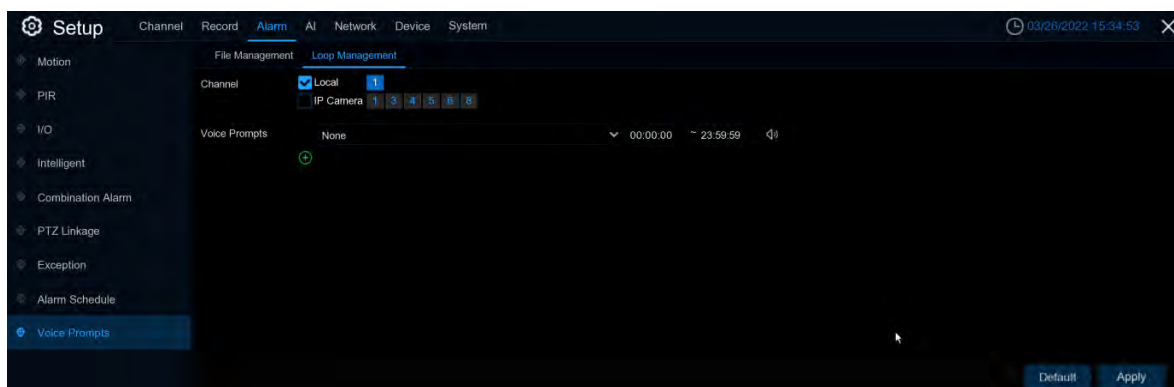 Setup Channel Record Alarm AI Network Device System 03/26/2022 15:34:53
File Management Loop Management
Motion
PIR
I/O
Intelligent
Combination Alarm
PTZ Linkage
Exception
Alarm Schedule
Voice Prompts
Channel Local 1
IP Camera 1 3 4 5 6 8
Voice Prompts None 00:00:00 ~ 23:59:59
Default Apply